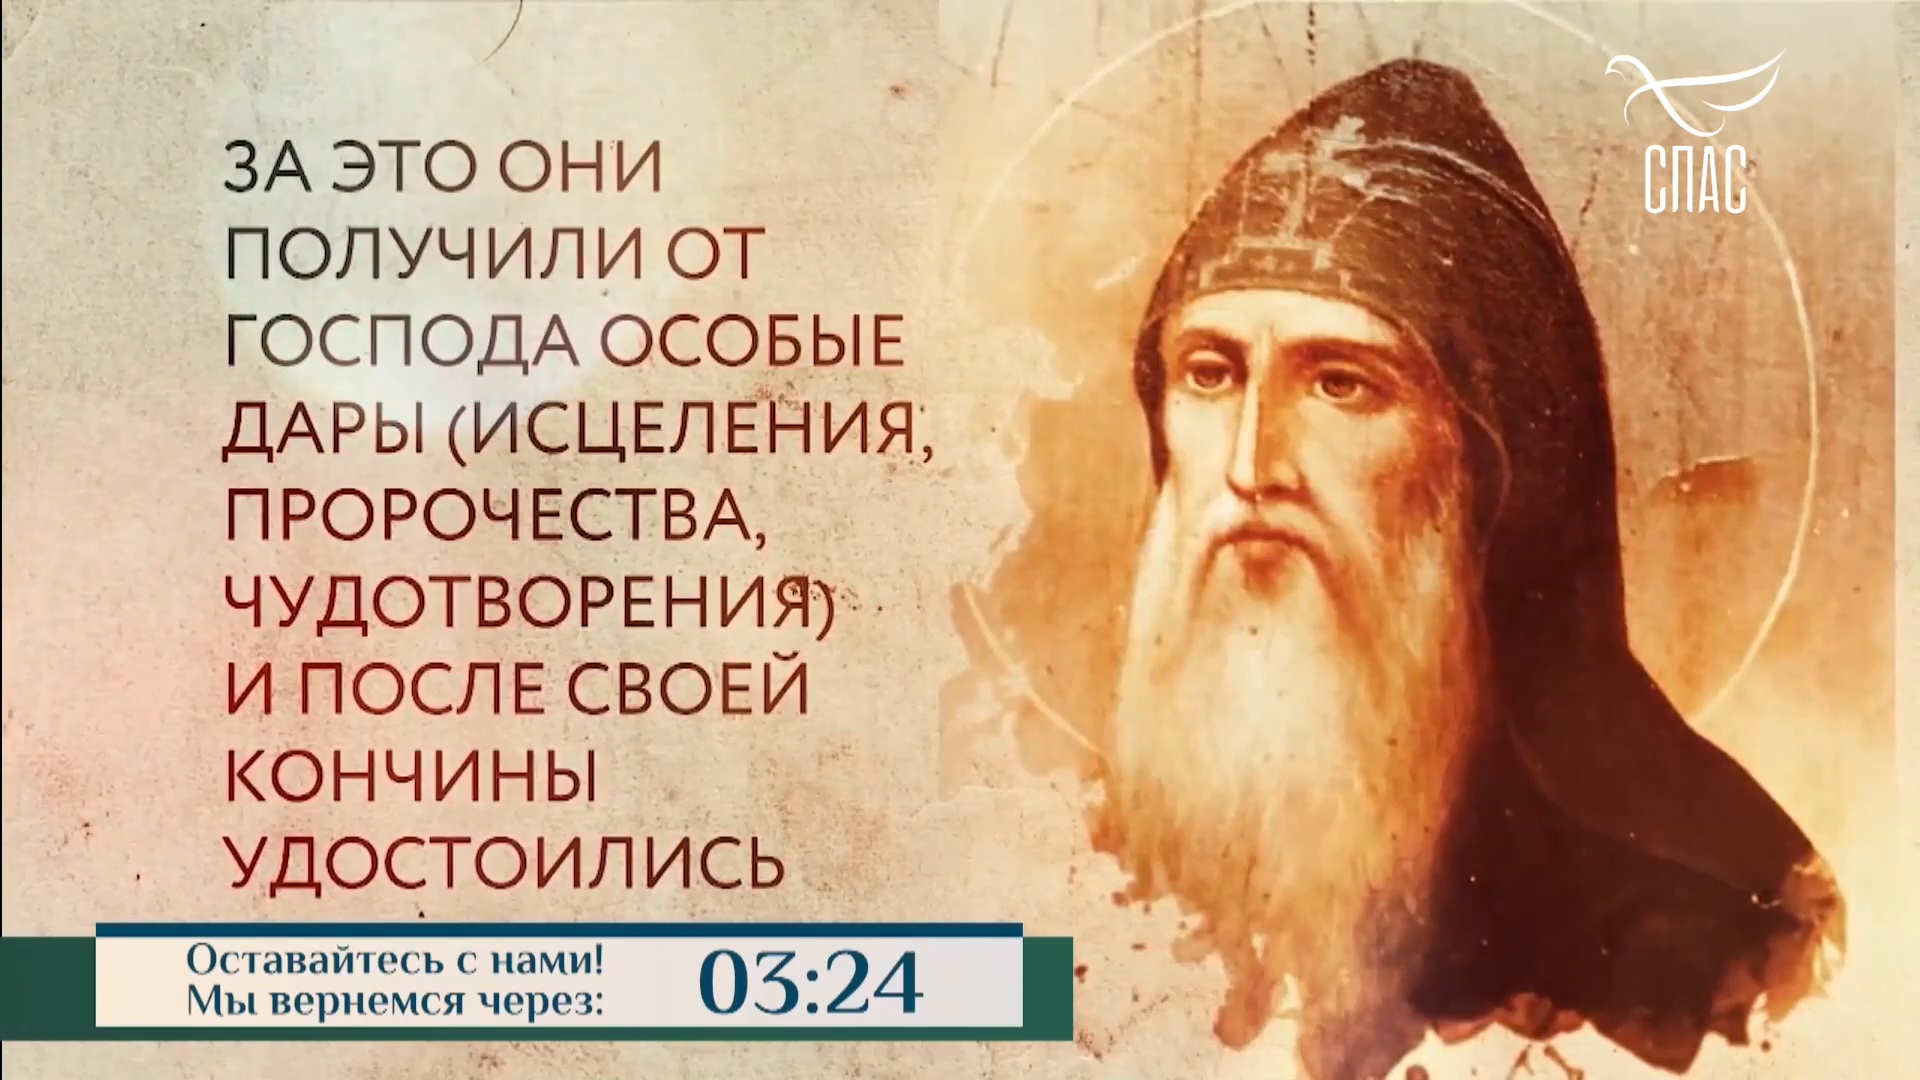 СПАС
ЗА ЭТО ОНИ
ПОЛУЧИЛИ ОТ
ГОСПОДА ОСОБЫЕ
ДАРЫ (ИСЦЕЛЕНИЯ,
ПРОРОЧЕСТВА,
ЧУДОТВОРЕНИЯ)
И ПОСЛЕ СВОЕЙ
КОНЧИНЫ
УДОСТОИЛИСЬ
Оставайтесь с нами!
Мы вернемся через:
03:24